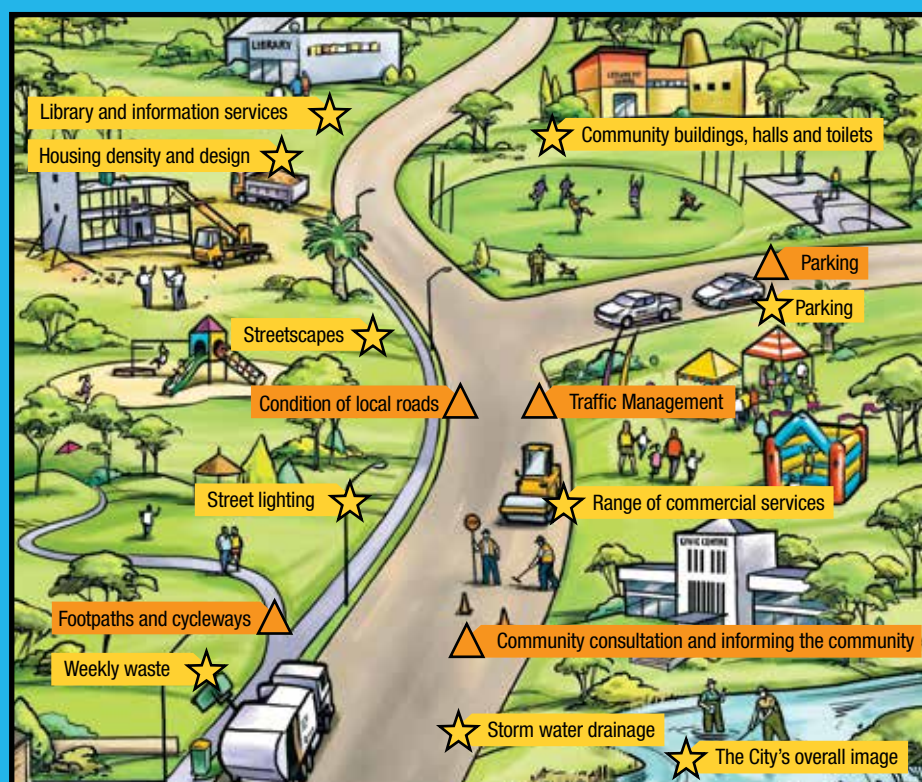 LIBRARY
Library and information services
Community buildings, halls and toilets
Housing density and design
Parking
Parking
Streetscapes
Condition of local roads
Traffic Management
Street lighting
Range of commercial services
CIVIC CENTRE
Footpaths and cycleways
Community consultation and informing the community
Weekly waste
Storm water drainage
The City's overall image